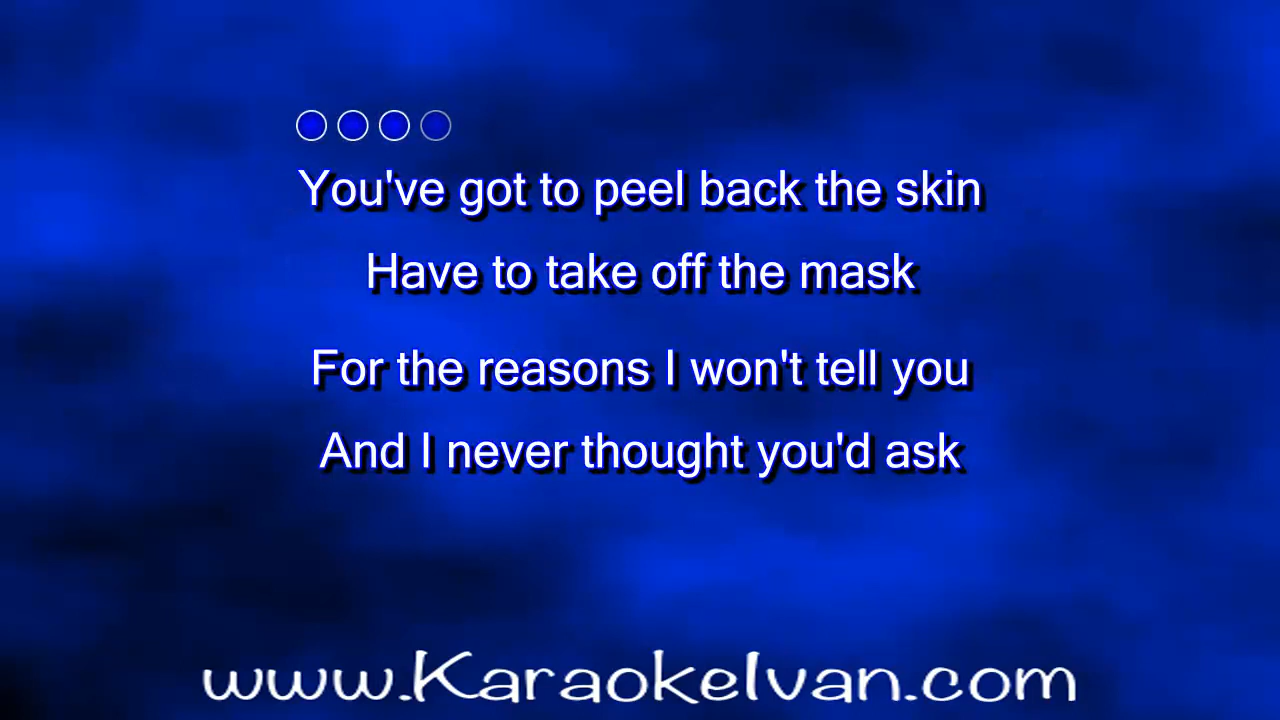 You've got to peel back the skin
Have to take off the mask
For the reasons I won't tell you
And I never thought you'd ask
www.KaraokeIvan.com